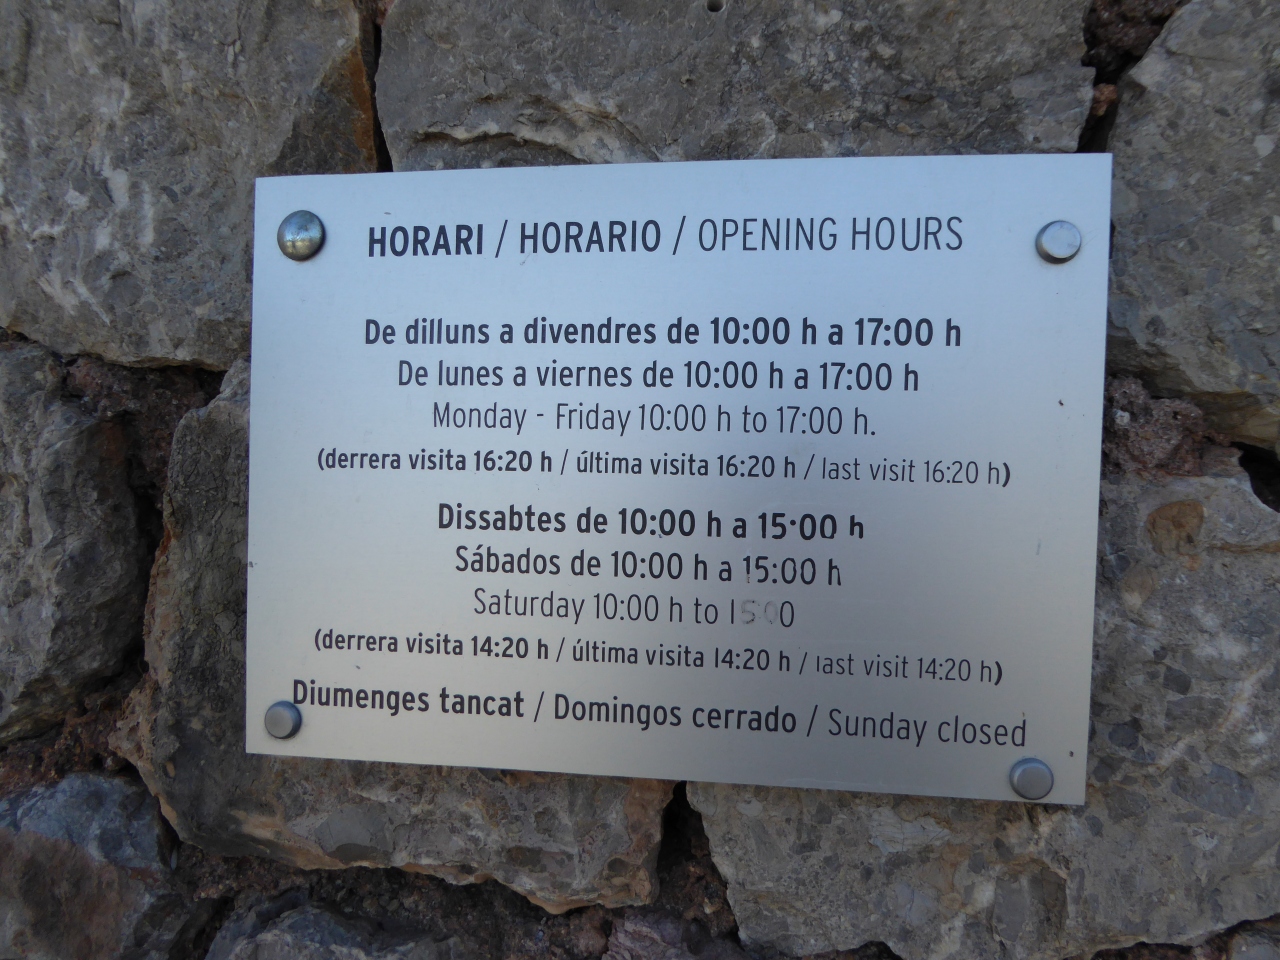 HORARI / HORARIO / OPENING HOURS
De dilluns a divendres de 10:00 h a 17:00 h
De lunes a viernes de 10:00 h a 17:00 h
Monday - Friday 10:00 h to 17:00 h.
(derrera visita 16:20 h / última visita 16:20 h / last visit 16:20 h)
Dissabtes de 10:00 h a 15:00 h
Sábados de 10:00 h a 15:00 h
Saturday 10:00 h to 15:00
(derrera visita 14:20 h / última visita 14:20 h / last visit 14:20 h)
Diumenges tancat / Domingos cerrado / Sunday closed